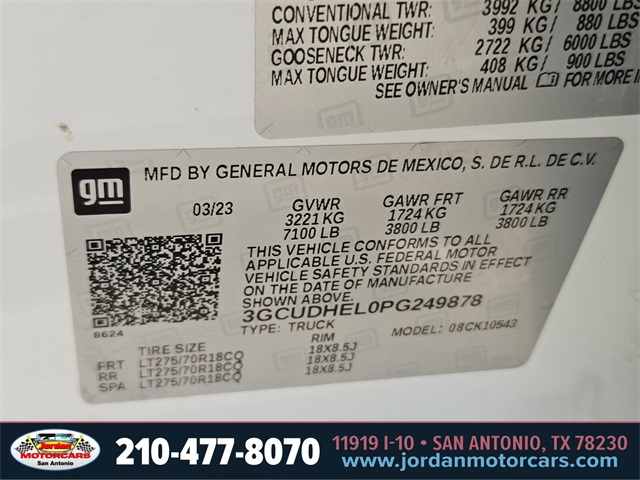 CONVENTIONAL TWR: 3992 KG/ 8800 LBS
MAX TONGUE WEIGHT: 399 KG/ 880 LBS
GOOSENECK TWR: 2722 KG/ 6000 LBS
MAX TONGUE WEIGHT: 408 KG/ 900 LBS
SEE OWNER'S MANUAL FOR MORE
gm
MFD BY GENERAL MOTORS DE MEXICO, S. DE R.L. DE C.V.
03/23 GVWR GAWR FRT GAWR RR
3221 KG 1724 KG 1724 KG
7100 LB 3800 LB 3800 LB
THIS VEHICLE CONFORMS TO ALL
APPLICABLE U.S. FEDERAL MOTOR
VEHICLE SAFETY STANDARDS IN EFFECT
ON THE DATE OF MANUFACTURE
SHOWN ABOVE.
3GCUDHEL0PG249878
8624 TYPE: TRUCK MODEL: 08CK10543
TIRE SIZE RIM
FRT LT275/70R18CQ 18X8.5J
RR LT275/70R18CQ 18X8.5J
SPA LT275/70R18CQ 18X8.5J
Jordan
MOTORCARS
San Antonio
210-477-8070
11919 I-10 • SAN ANTONIO, TX 78230
www.jordanmotorcars.com